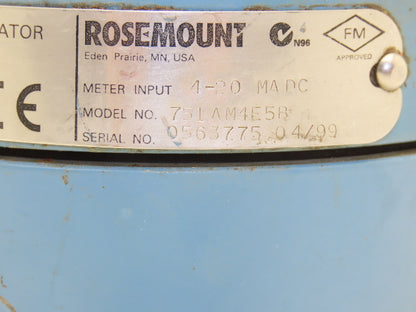 ATOR
ROSEMOUNT
N96
FM
APPROVED
Eden Prairie, MN, USA
METER INPUT 4-20 MA DC
MODEL NO. 751AM4E5B
SERIAL NO. 0563775 04/99
CE